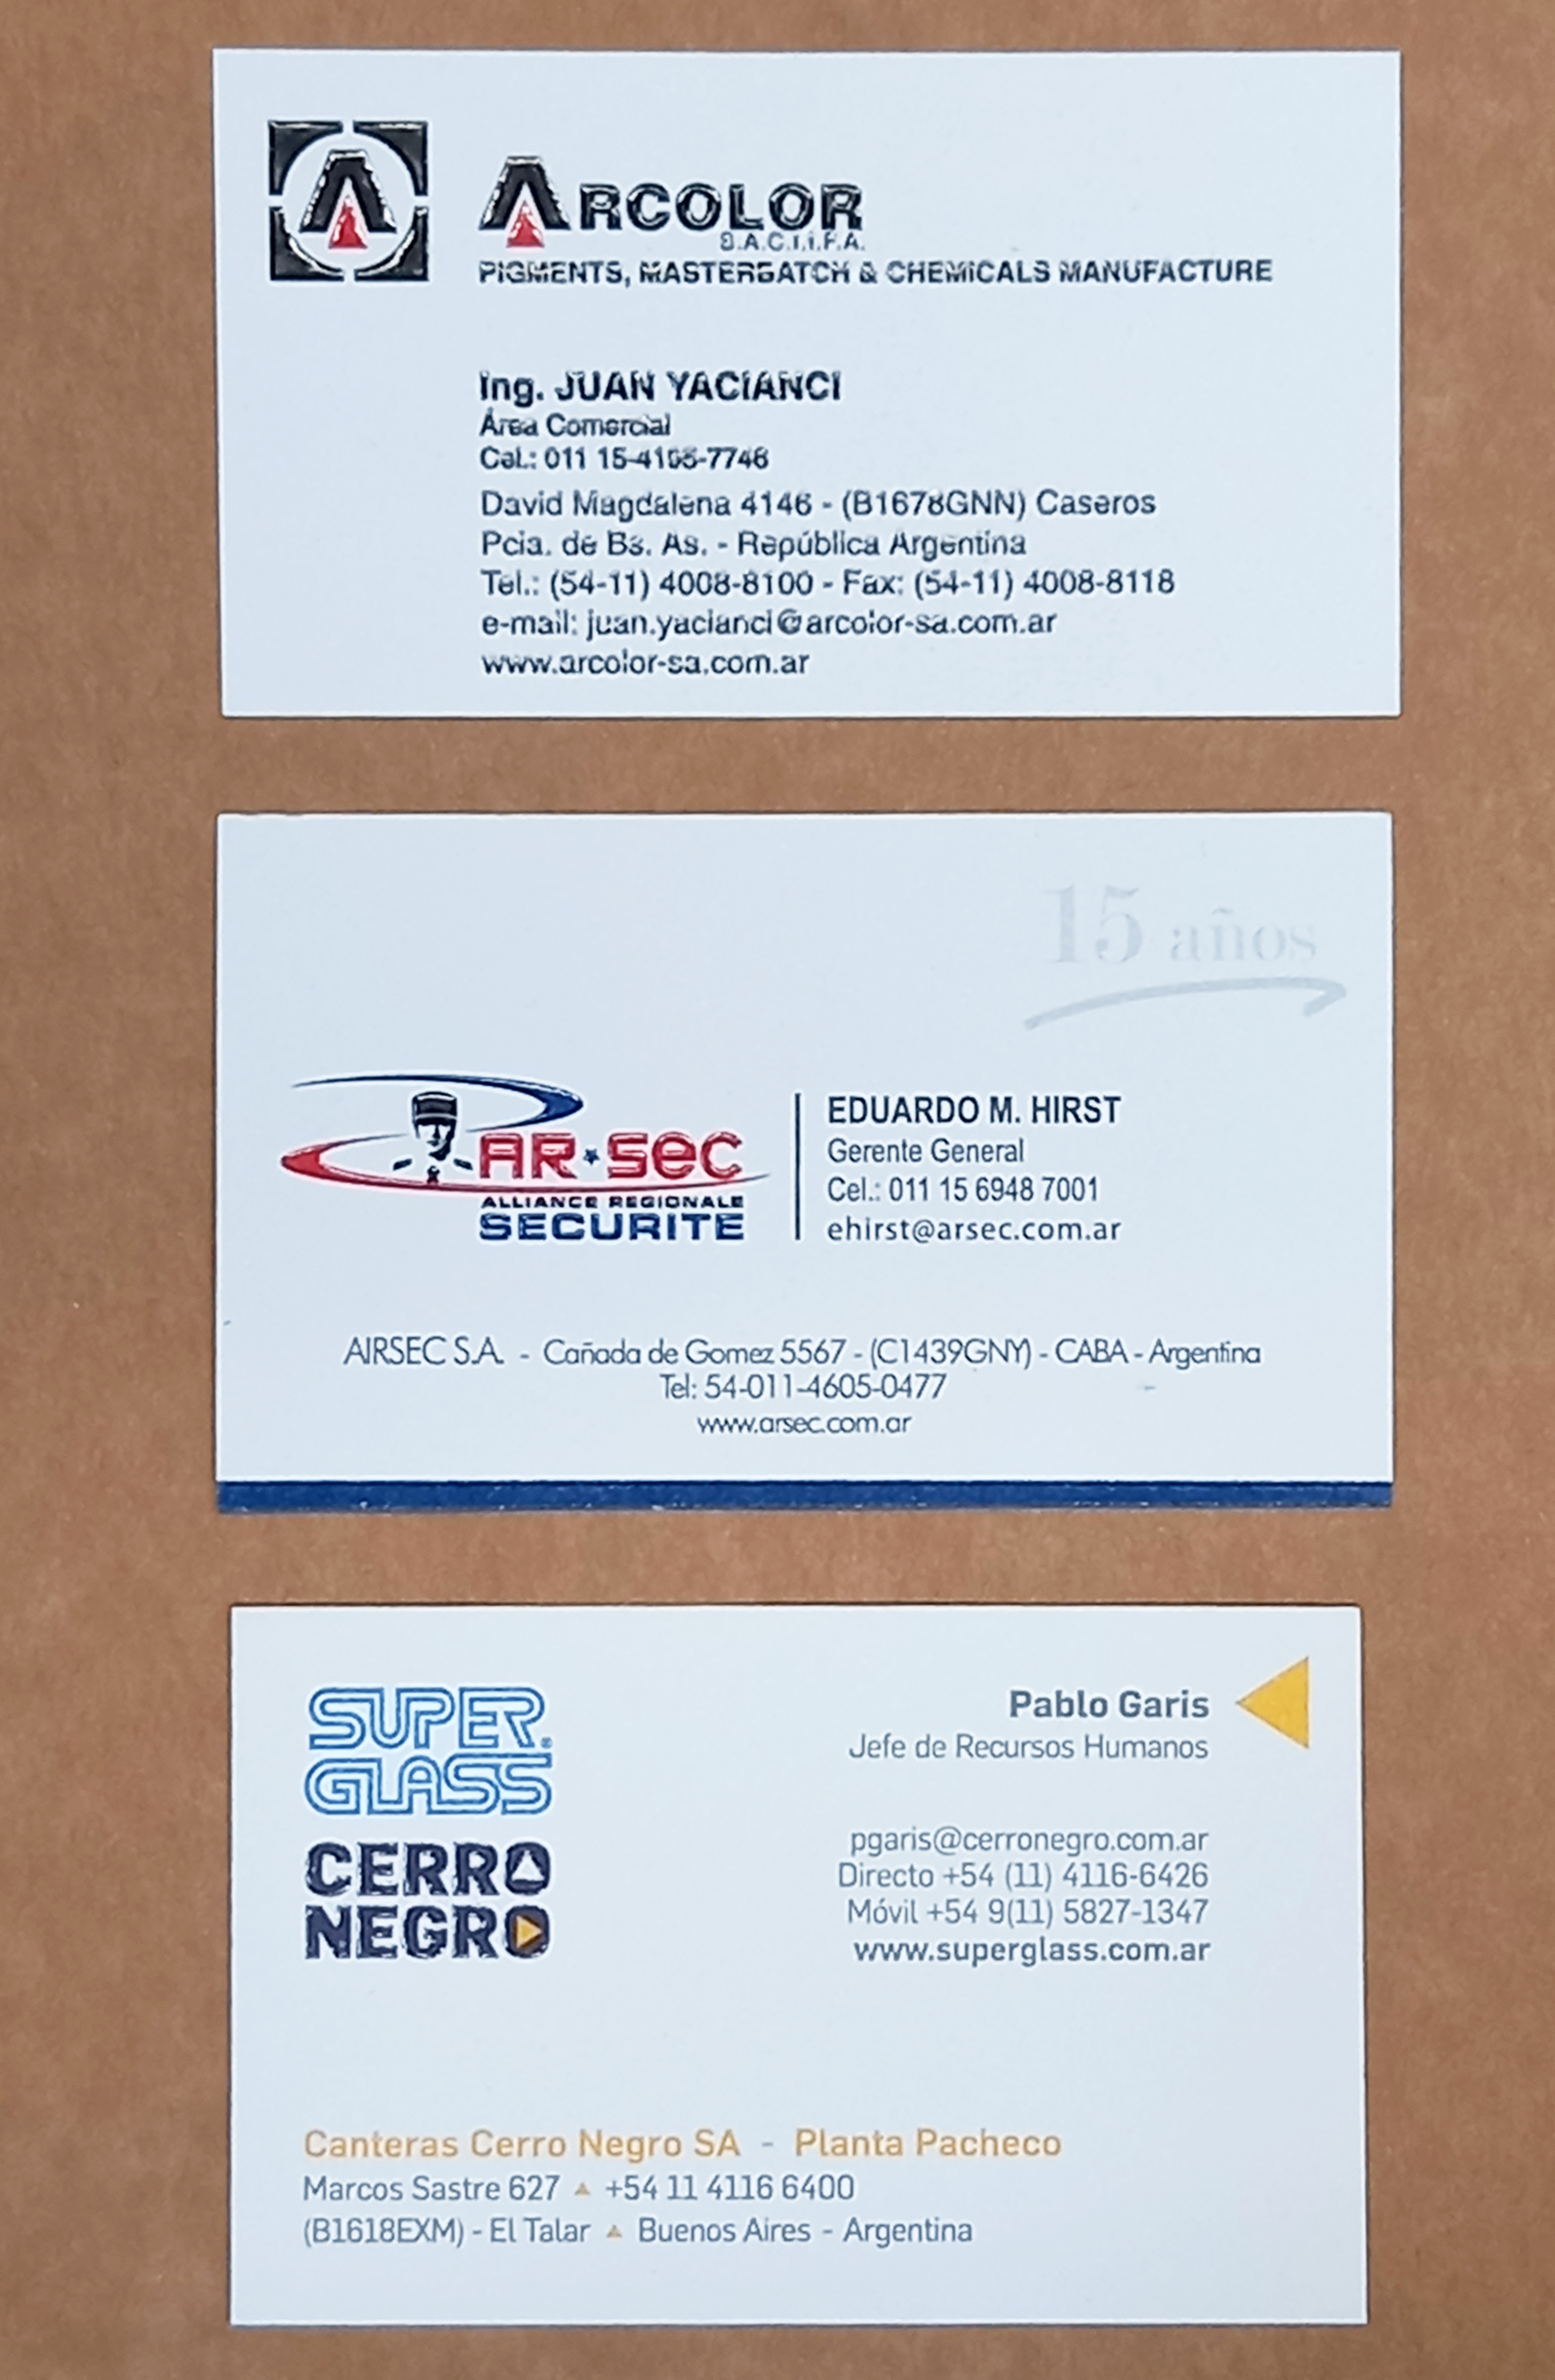 ARCOLOR
S.A.C.I.I.F.A.
PIGMENTS, MASTERBATCH & CHEMICALS MANUFACTURE
Ing. JUAN YACIANCI
Área Comercial
Cel.: 011 15-4195-7746
David Magdalena 4146 - (B1678GNN) Caseros
Pcia. de Bs. As. - República Argentina
Tel.: (54-11) 4008-8100 - Fax: (54-11) 4008-8118
e-mail: juan.yacianci@arcolor-sa.com.ar
www.arcolor-sa.com.ar
15 años
AR★SEC
ALLIANCE REGIONALE
SECURITE
EDUARDO M. HIRST
Gerente General
Cel.: 011 15 6948 7001
ehirst@arsec.com.ar
AIRSEC S.A. - Cañada de Gomez 5567 - (C1439GNY) - CABA - Argentina
Tel: 54-011-4605-0477
www.arsec.com.ar
SUPER
GLASS®
CERRO
NEGRO
Pablo Garis
Jefe de Recursos Humanos
pgaris@cerronegro.com.ar
Directo +54 (11) 4116-6426
Móvil +54 9(11) 5827-1347
www.superglass.com.ar
Canteras Cerro Negro SA - Planta Pacheco
Marcos Sastre 627 ▲ +54 11 4116 6400
(B1618EXM) - El Talar ▲ Buenos Aires - Argentina